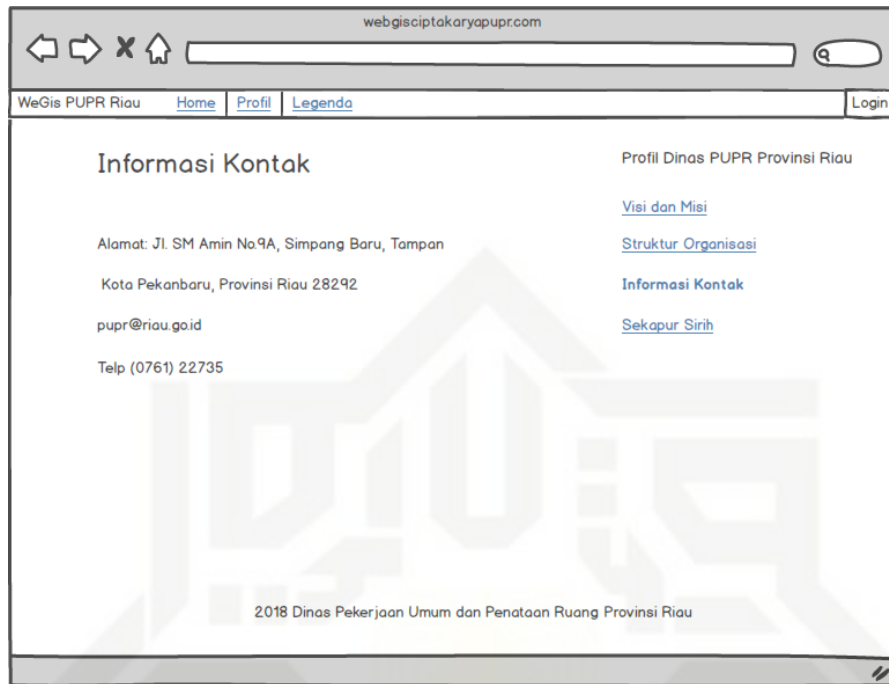 webgisciptakaryapupr.com
WeGis PUPR Riau Home Profil Legenda Login
Informasi Kontak
Alamat: Jl. SM Amin No.9A, Simpang Baru, Tampan
Kota Pekanbaru, Provinsi Riau 28292
pupr@riau.go.id
Telp (0761) 22735
Profil Dinas PUPR Provinsi Riau
Visi dan Misi
Struktur Organisasi
Informasi Kontak
Sekapur Sirih
2018 Dinas Pekerjaan Umum dan Penataan Ruang Provinsi Riau